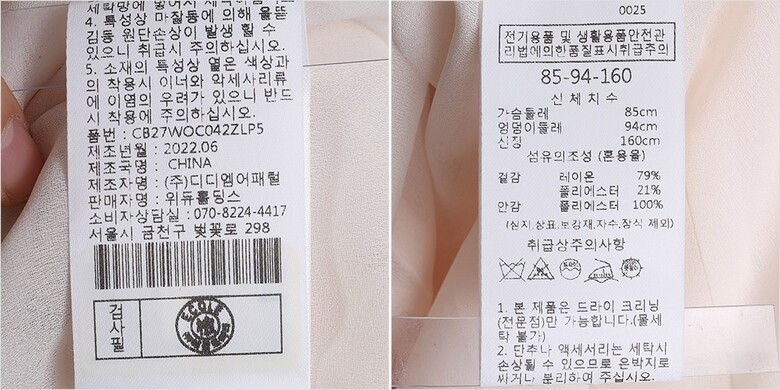 세탁망에 넣어서 세탁하십시오.
4. 특성상 마찰등에 의해 올뜯
김등 원단손상이 발생 할 수
있으니 취급시 주의하십시오.
5. 소재의 특성상 옅은 색상과
의 착용시 이너와 악세사리류
에 이염의 우려가 있으니 반드
시 착용에 주의하십시오.
품번 : CB27WOC042ZLP5
제조년월 : 2022.06
제조국명 : CHINA
제조자명 : (주)디디엠어패럴
판매자명 : 위듀홀딩스
소비자상담실 : 070-8224-4417
서울시 금천구 벚꽃로 298
검사필
0025
전기용품 및 생활용품안전관
리법에의한품질표시취급주의
85-94-160
신체치수
가슴둘레 85cm
엉덩이둘레 94cm
신장 160cm
섬유의조성 (혼용율)
겉감 레이온 79%
폴리에스터 21%
안감 폴리에스터 100%
(심지,상표,보강재,자수,장식 제외)
취급상주의사항
1. 본 제품은 드라이 크리닝
(전문점)만 가능합니다.(물세
탁 불가)
2. 단추나 액세서리는 세탁시
손상될 수 있으므로 은박지로
싸거나 분리하여 주십시오.